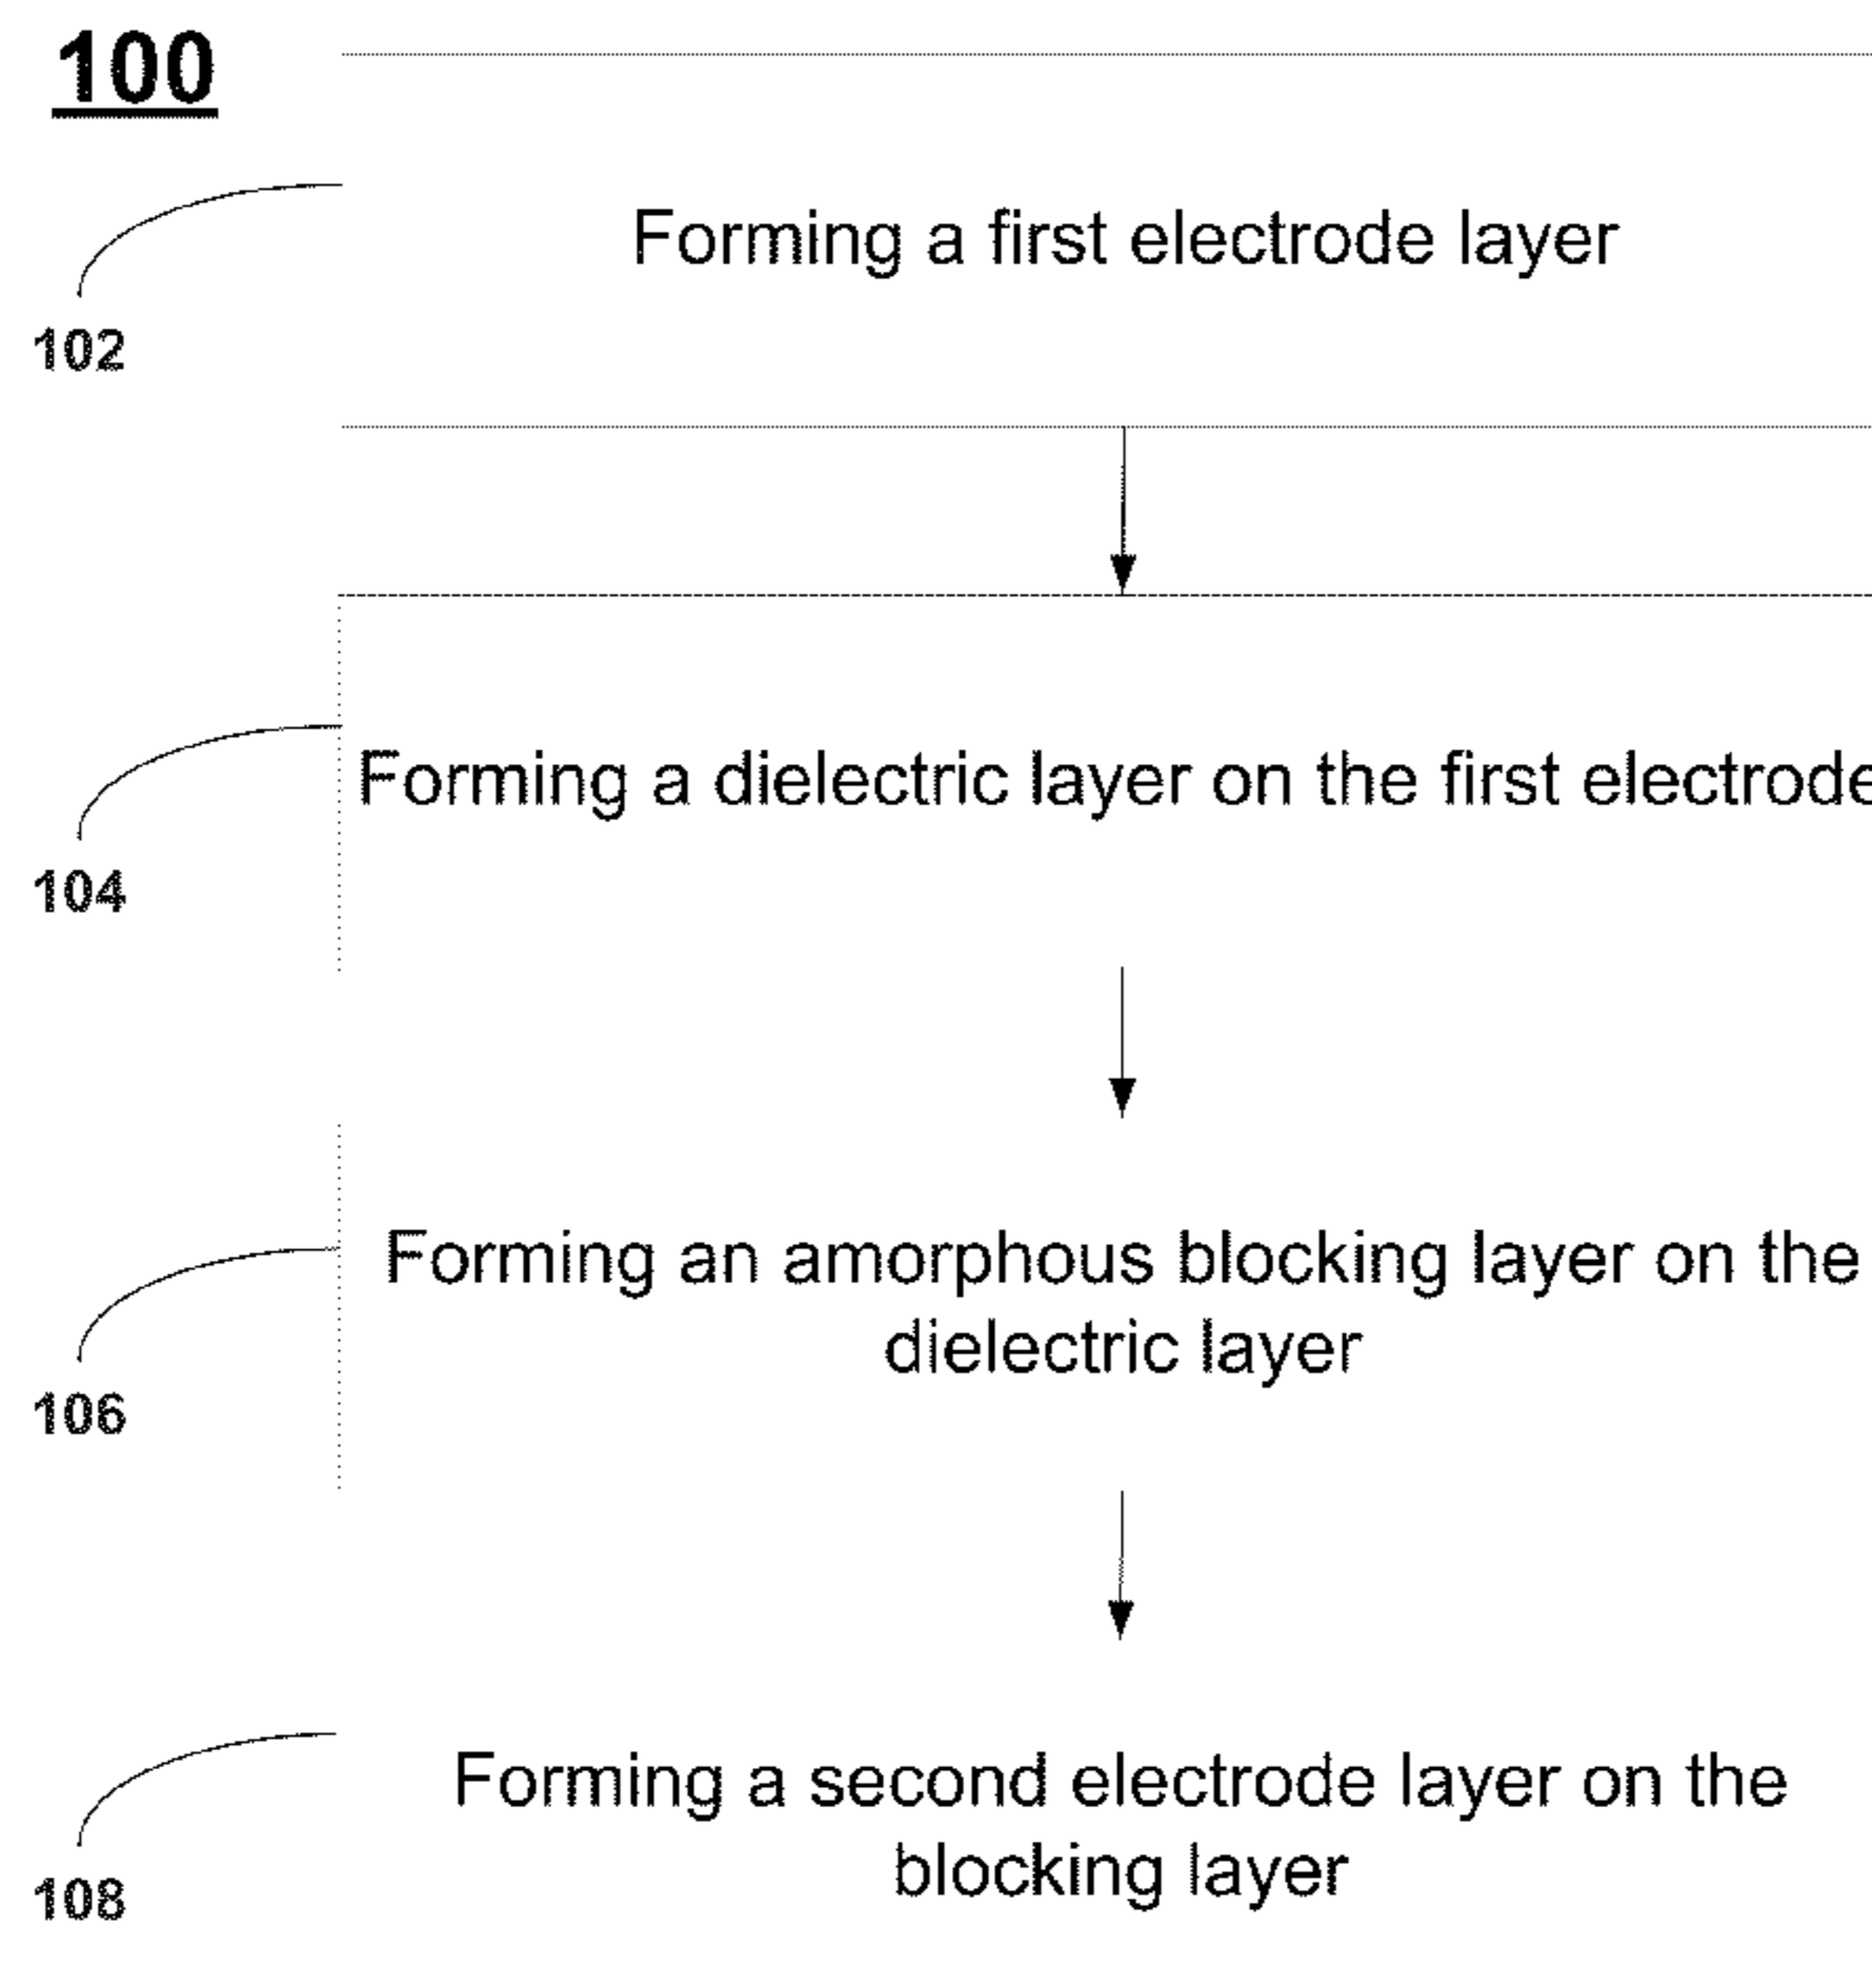 100
Forming a first electrode layer
102
Forming a dielectric layer on the first electrode
104
Forming an amorphous blocking layer on the
dielectric layer
106
Forming a second electrode layer on the
blocking layer
108